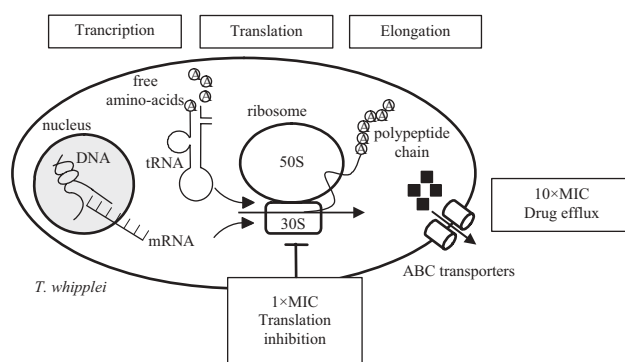 Trancription
Translation
Elongation
free
amino-acids
A
A
A
A
A
nucleus
DNA
tRNA
mRNA
ribosome
50S
30S
A
A
A
A
A
A
polypeptide
chain
10×MIC
Drug efflux
ABC transporters
T. whipplei
1×MIC
Translation
inhibition